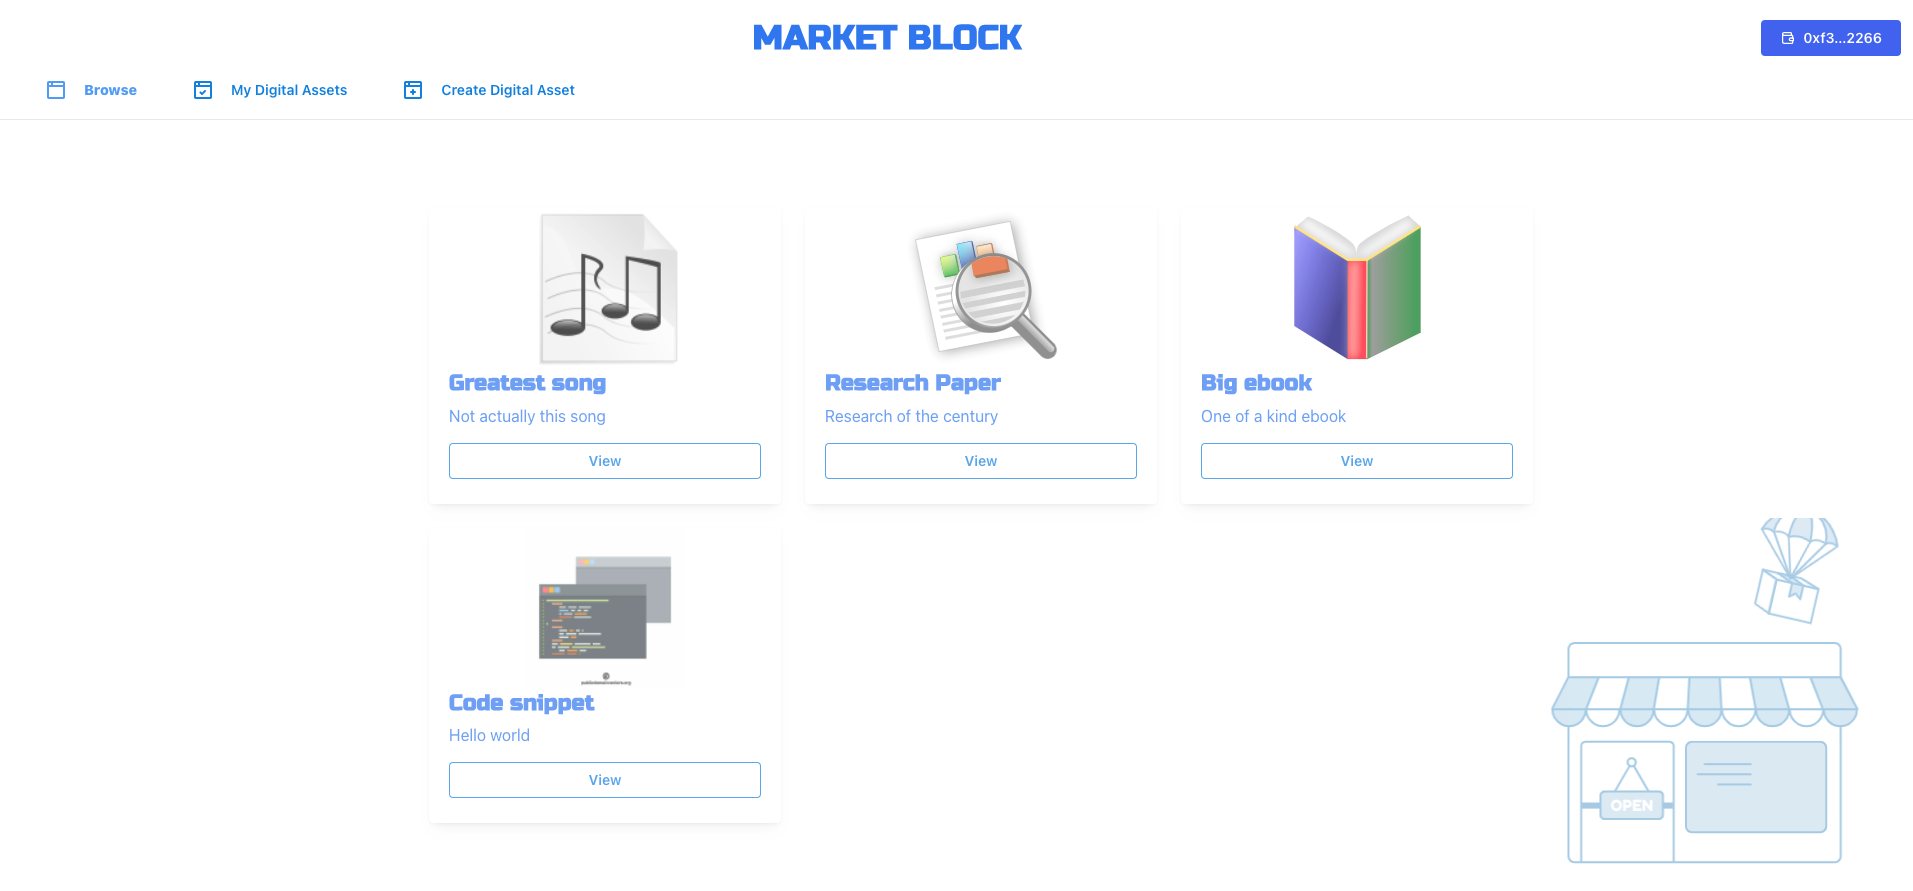 MARKET BLOCK
0xf3...2266
Browse
My Digital Assets
Create Digital Asset
Greatest song
Not actually this song
View
Research Paper
Research of the century
View
Big ebook
One of a kind ebook
View
Code snippet
Hello world
View
OPEN